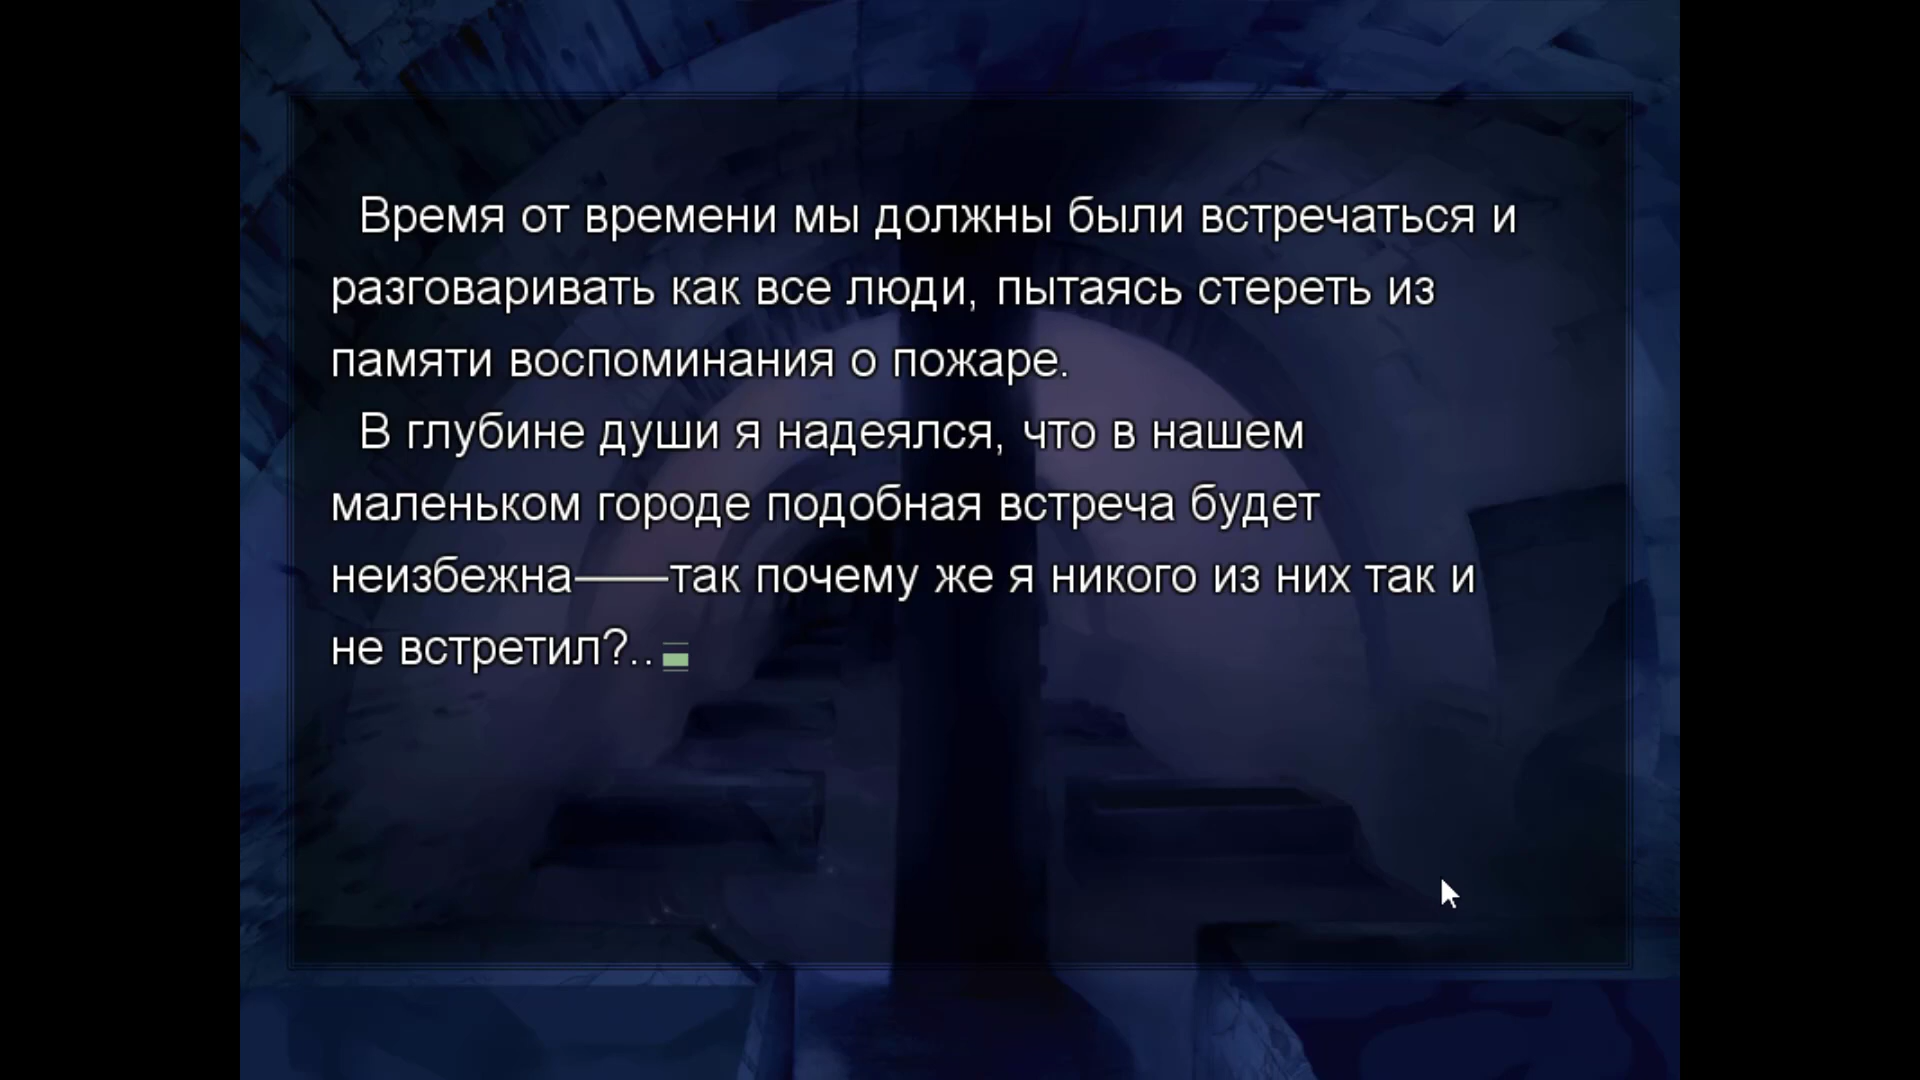 Время от времени мы должны были встречаться и
разговаривать как все люди, пытаясь стереть из
памяти воспоминания о пожаре.
В глубине души я надеялся, что в нашем
маленьком городе подобная встреча будет
неизбежна——так почему же я никого из них так и
не встретил?..